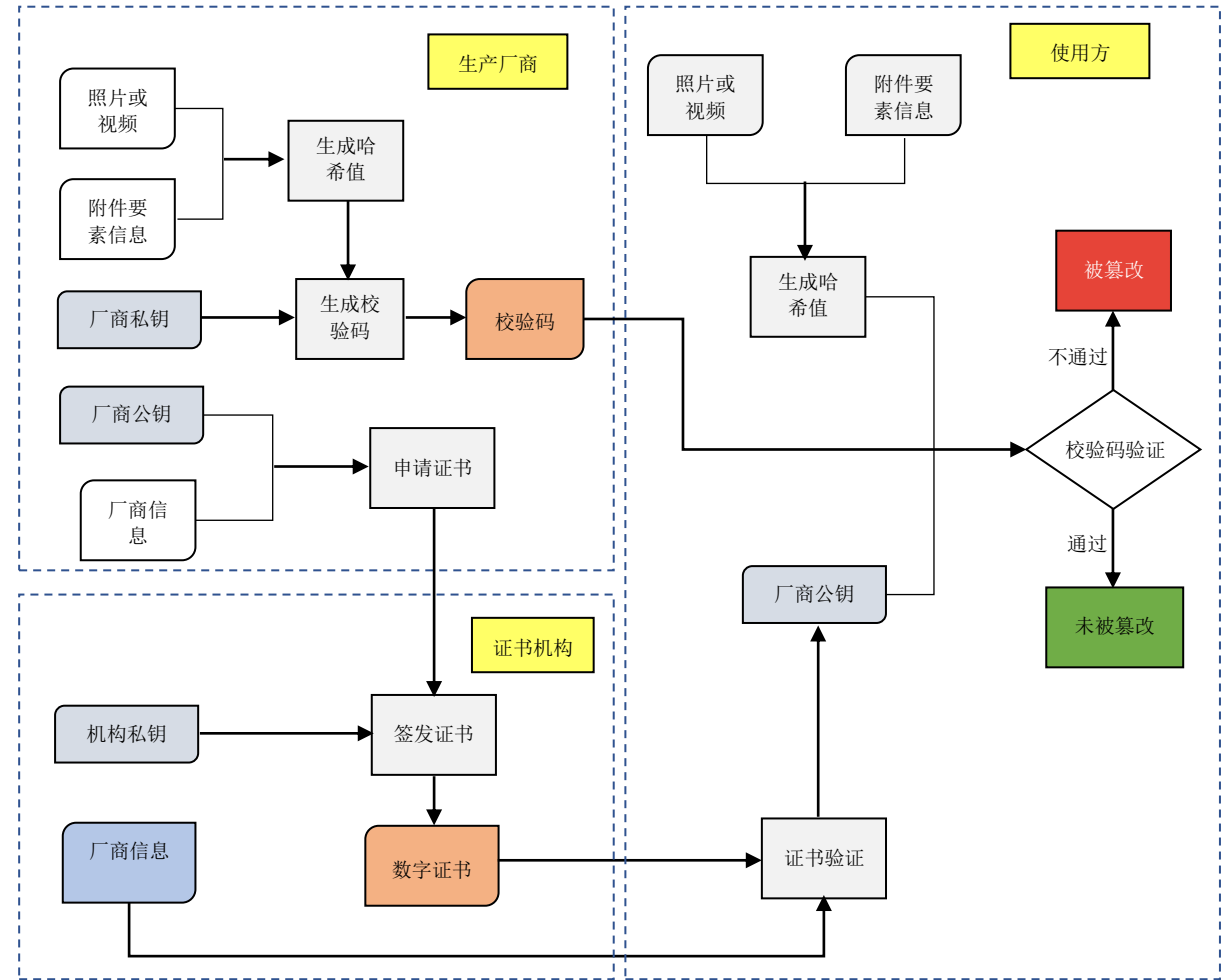 生产厂商
照片或
视频
生成哈
希值
附件要
素信息
厂商私钥
生成校
验码
校验码
厂商公钥
申请证书
厂商信
息
证书机构
机构私钥
签发证书
厂商信息
数字证书
使用方
照片或
视频
附件要
素信息
生成哈
希值
被篡改
不通过
校验码验证
通过
未被篡改
厂商公钥
证书验证